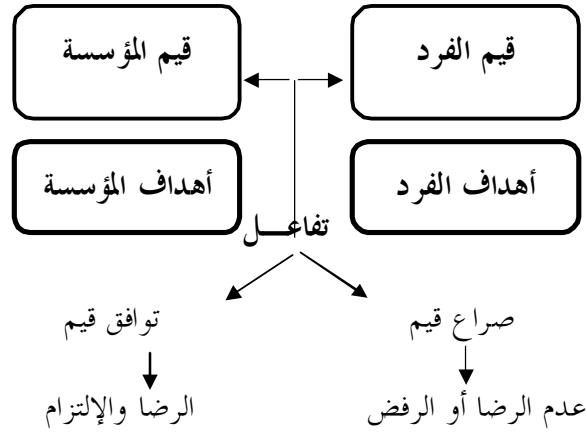 قيم الفرد
قيم المؤسسة
أهداف الفرد
أهداف المؤسسة
تفاعــل
صراع قيم
توافق قيم
عدم الرضا أو الرفض
الرضا والإلتزام